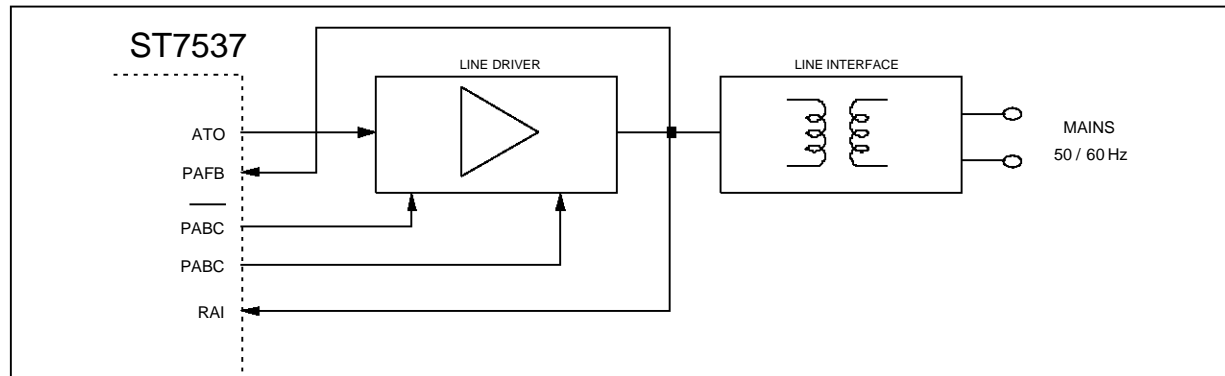 ST7537
LINE DRIVER
LINE INTERFACE
ATO
PAFB
PABC
PABC
RAI
MAINS
50 / 60 Hz